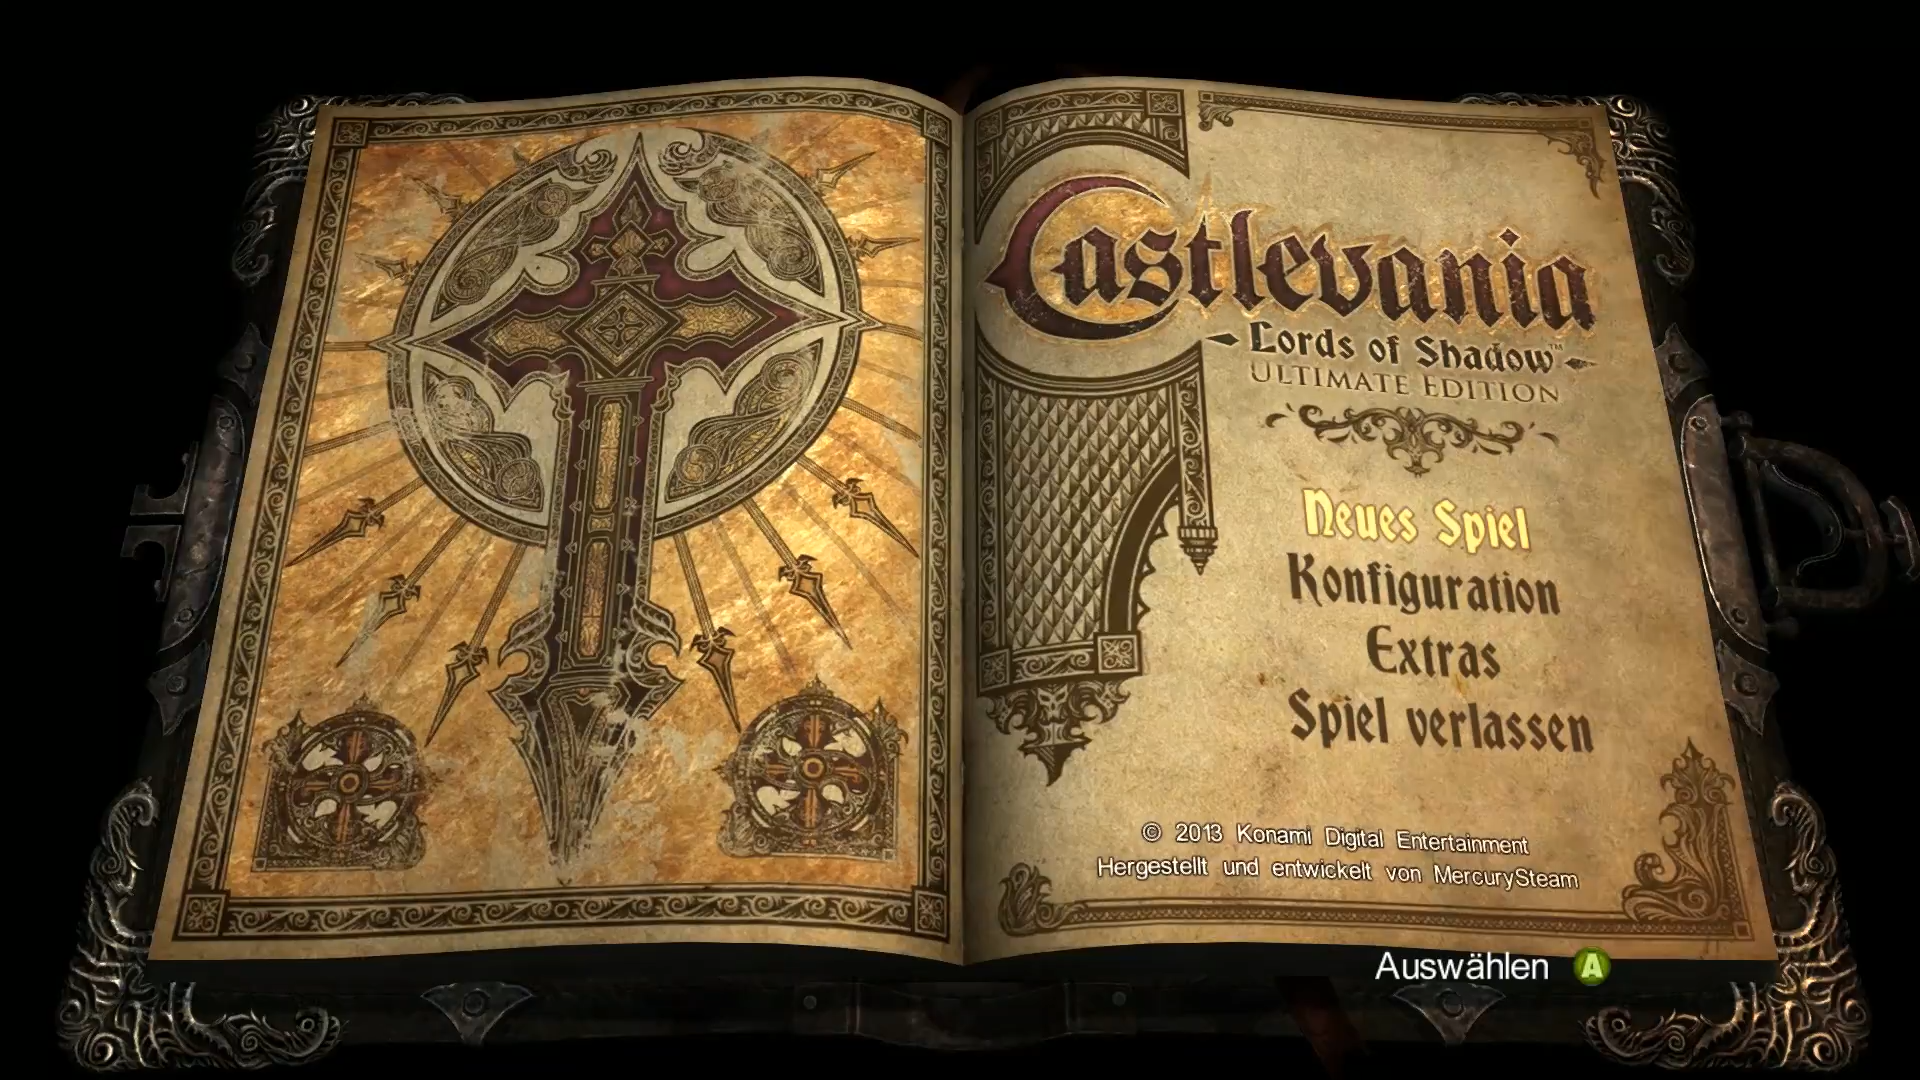 Castlevania
Lords of Shadow™
ULTIMATE EDITION
Neues Spiel
Konfiguration
Extras
Spiel verlassen
© 2013 Konami Digital Entertainment
Hergestellt und entwickelt von MercurySteam
Auswählen A